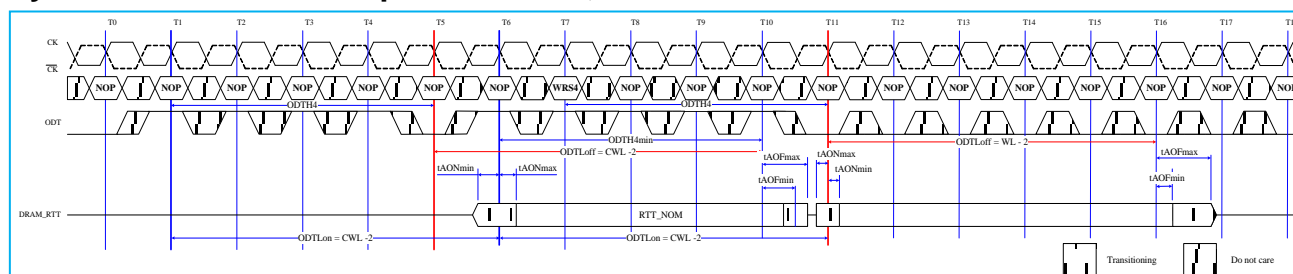 T0 T1 T2 T3 T4 T5 T6 T7 T8 T9 T10 T11 T12 T13 T14 T15 T16 T17
CK
CK
NOP NOP NOP NOP NOP NOP NOP WRS4 NOP NOP NOP NOP NOP NOP NOP NOP NOP NOP
ODTH4 ODTH4
ODT
ODTH4min
ODTLoff = CWL -2 ODTLoff = WL - 2
tAOFmax tAONmax tAOFmax
tAONmin tAONmax
tAOFmin tAONmin tAOFmin
DRAM_RTT RTT_NOM
ODTLon = CWL -2 ODTLon = CWL -2
Transitioning Do not care